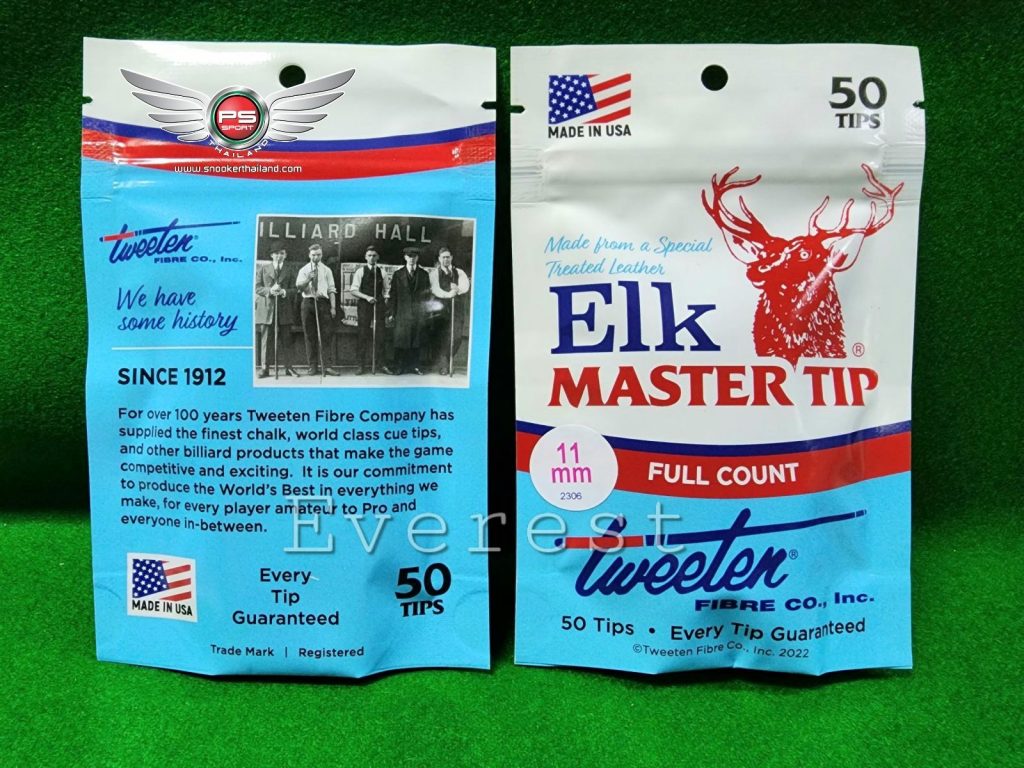 PS
SPORT
THAILAND
www.snookerthailand.com
tweeten®
FIBRE CO., Inc.
We have
some history
ILLIARD HALL
SINCE 1912
For over 100 years Tweeten Fibre Company has
supplied the finest chalk, world class cue tips,
and other billiard products that make the game
competitive and exciting. It is our commitment
to produce the World's Best in everything we
make, for every player amateur to Pro and
everyone in-between.
MADE IN USA
Every
Tip
Guaranteed
50
TIPS
Trade Mark | Registered
MADE IN USA
50
TIPS
Made from a Special
Treated Leather
Elk
MASTER TIP
®
11
mm
2306
FULL COUNT
Everest
tweeten®
FIBRE CO., Inc.
50 Tips • Every Tip Guaranteed
©Tweeten Fibre Co., Inc. 2022